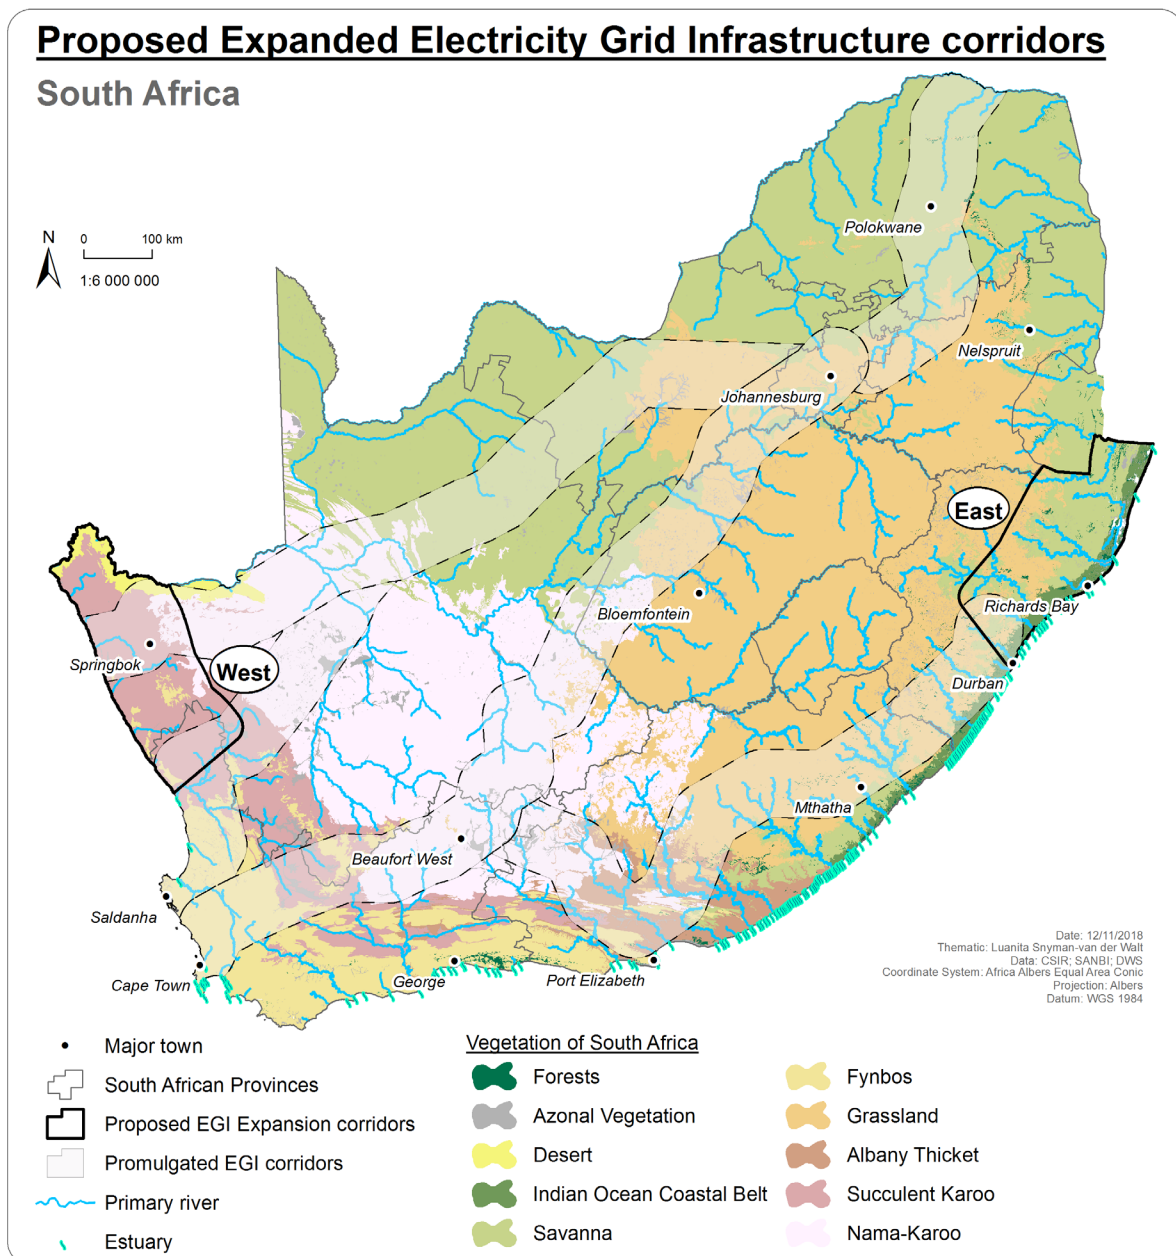 Proposed Expanded Electricity Grid Infrastructure corridors
South Africa
N
0 100 km
1:6 000 000
Polokwane
Nelspruit
Johannesburg
East
Bloemfontein
Richards Bay
Springbok
West
Durban
Mthatha
Beaufort West
Saldanha
Cape Town
George
Port Elizabeth
Date: 12/11/2018
Thematic: Luanita Snyman-van der Walt
Data: CSIR; SANBI; DWS
Coordinate System: Africa Albers Equal Area Conic
Projection: Albers
Datum: WGS 1984
Major town
South African Provinces
Proposed EGI Expansion corridors
Promulgated EGI corridors
Primary river
Estuary
Vegetation of South Africa
Forests
Azonal Vegetation
Desert
Indian Ocean Coastal Belt
Savanna
Fynbos
Grassland
Albany Thicket
Succulent Karoo
Nama-Karoo